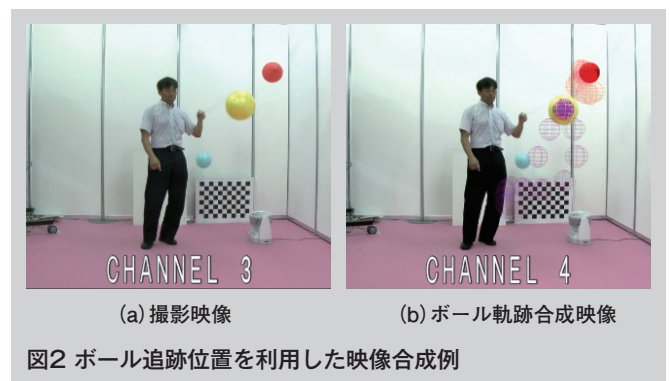 CHANNEL 3
CHANNEL 4
(a)撮影映像
(b)ボール軌跡合成映像
図2 ボール追跡位置を利用した映像合成例